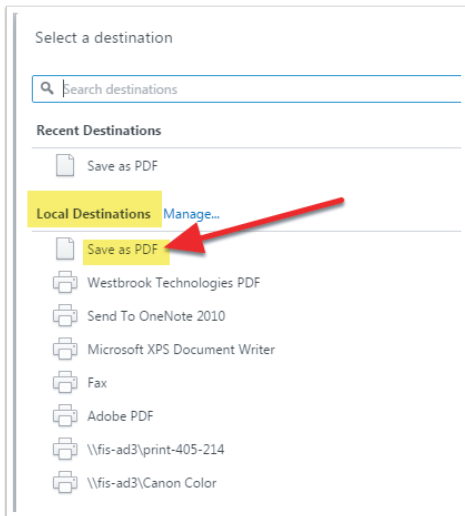 Select a destination
Search destinations
Recent Destinations
Save as PDF
Local Destinations Manage...
Save as PDF
Westbrook Technologies PDF
Send To OneNote 2010
Microsoft XPS Document Writer
Fax
Adobe PDF
\\fis-ad3\print-405-214
\\fis-ad3\Canon Color